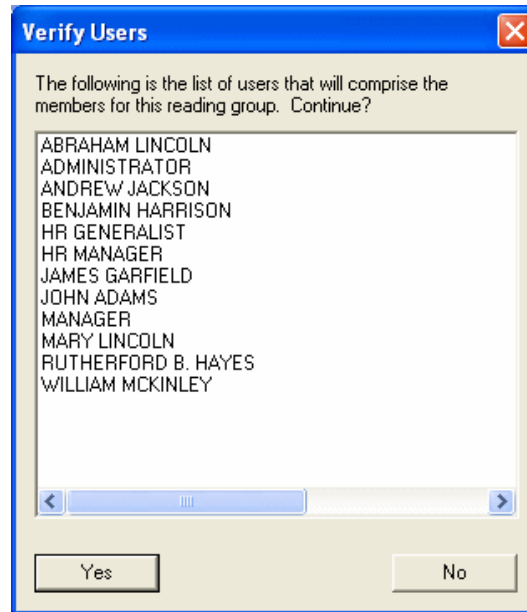 Verify Users
The following is the list of users that will comprise the
members for this reading group.  Continue?
ABRAHAM LINCOLN
ADMINISTRATOR
ANDREW JACKSON
BENJAMIN HARRISON
HR GENERALIST
HR MANAGER
JAMES GARFIELD
JOHN ADAMS
MANAGER
MARY LINCOLN
RUTHERFORD B. HAYES
WILLIAM MCKINLEY
Yes No